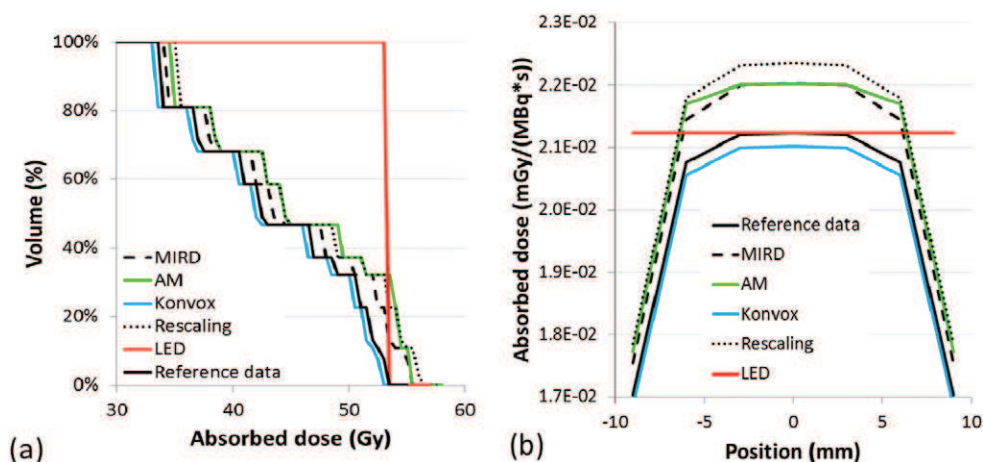 100%
80%
60%
40%
20%
0%
Volume (%)
MIRD
AM
Konvox
Rescaling
LED
Reference data
30
40
50
60
Absorbed dose (Gy)
(a)
2.3E-02
2.2E-02
2.1E-02
2.0E-02
1.9E-02
1.8E-02
1.7E-02
Absorbed dose (mGy/(MBq*s))
Reference data
MIRD
AM
Konvox
Rescaling
LED
-10
-5
0
5
10
Position (mm)
(b)